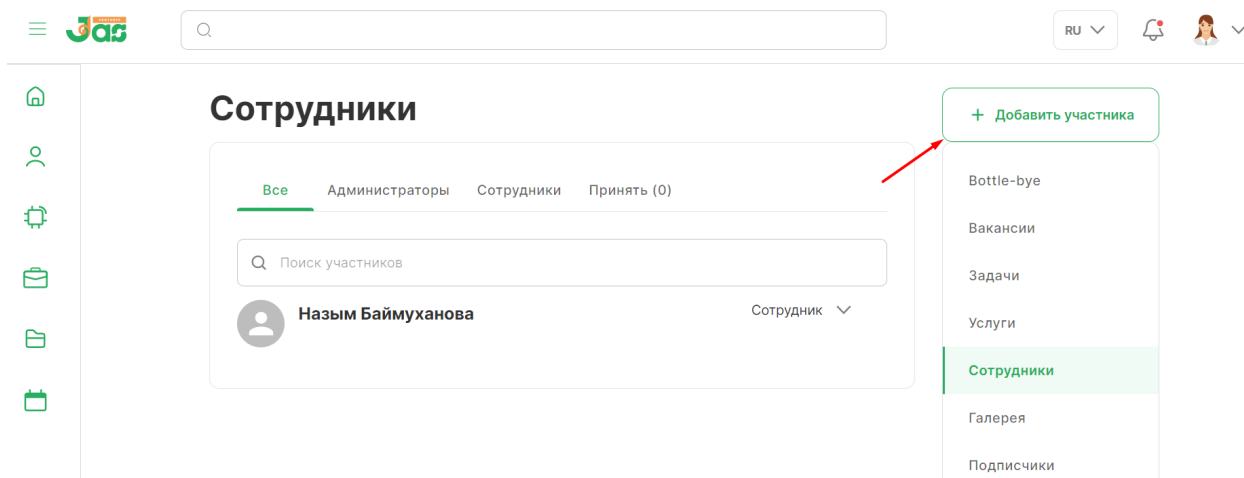 Jas
RU
Сотрудники
+ Добавить участника
Все Администраторы Сотрудники Принять (0)
Поиск участников
Назым Баймуханова
Сотрудник
Bottle-bye
Вакансии
Задачи
Услуги
Сотрудники
Галерея
Подписчики